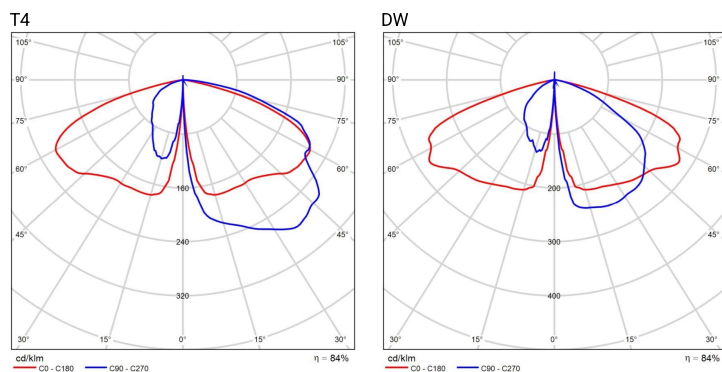 T4
DW
105° 105°
90° 90°
75° 75°
60° 60°
45° 45°
160
240
320
30° 15° 0° 15° 30°
cd/klm η = 84%
C0 - C180 C90 - C270
105° 105°
90° 90°
75° 75°
60° 60°
45° 45°
200
300
400
30° 15° 0° 15° 30°
cd/klm η = 84%
C0 - C180 C90 - C270